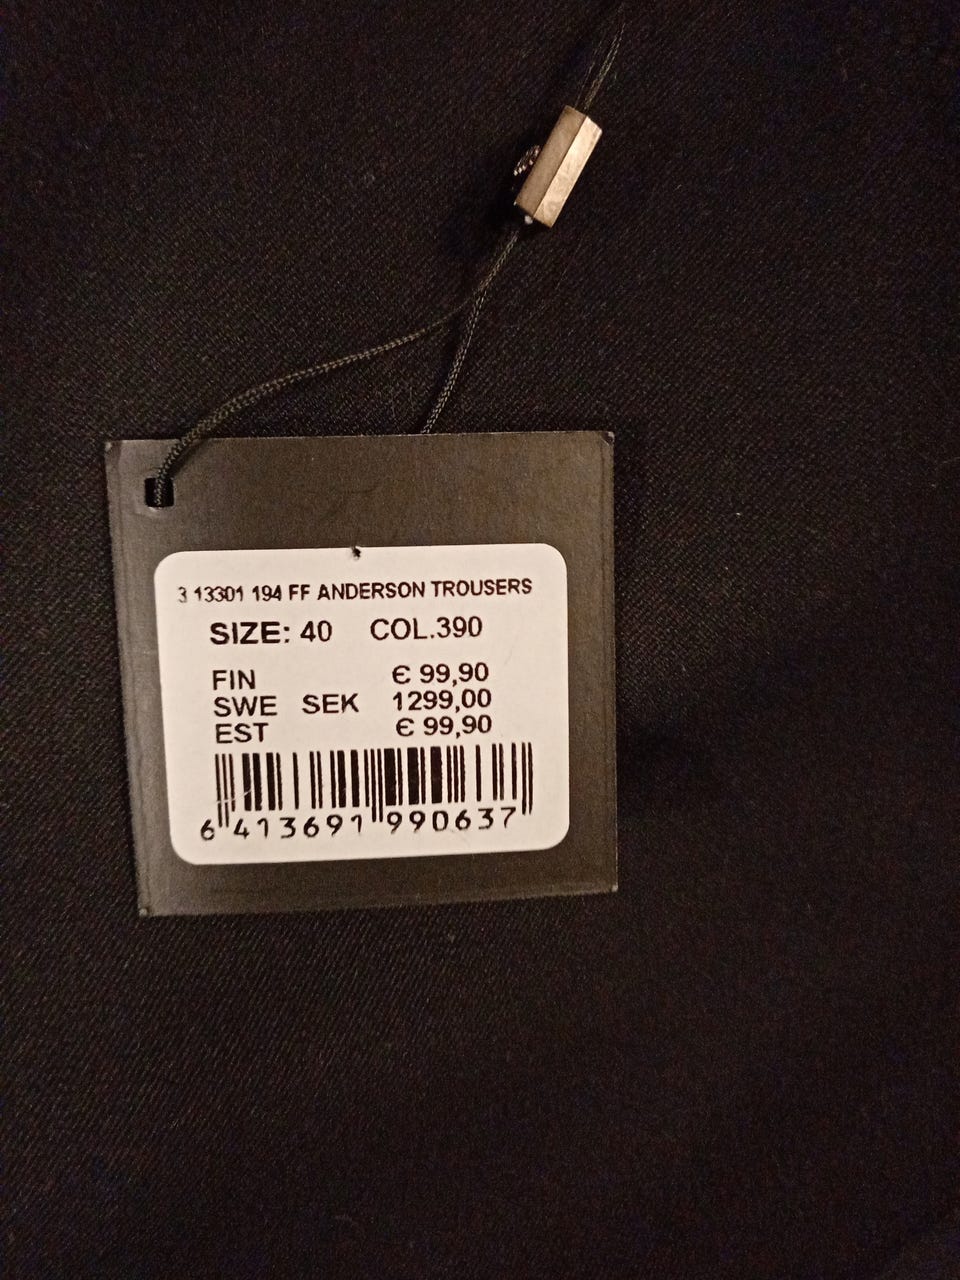 3 13301 194 FF ANDERSON TROUSERS
SIZE: 40 COL.390
FIN € 99,90
SWE SEK 1299,00
EST € 99,90
6 413691 990637